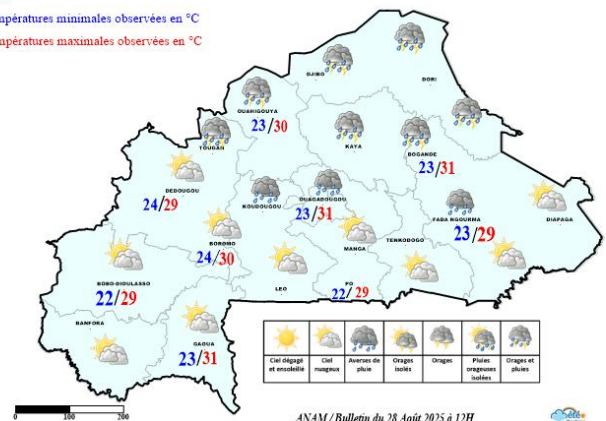 températures minimales observées en °C
températures maximales observées en °C
DJIBO
DORI
OUAHIGOUYA
23/30
TOUGAN
KAYA
BOGANDE
23/31
DEDOUGOU
24/29
KOUDOUGOU
OUAGADOUGOU
23/31
FADA NGOURMA
23/29
DIAPAGA
BOROMO
24/30
MANGA
TENKODOGO
BOBO-DIOULASSO
22/29
LEO
PO
22/29
BANFORA
GAOUA
23/31
Ciel dégagé et ensoleillé
Ciel nuageux
Averses de pluie
Orages isolés
Orages
Pluies orageuses isolées
Orages et pluies
0 100 200
ANAM / Bulletin du 28 Août 2025 à 12H